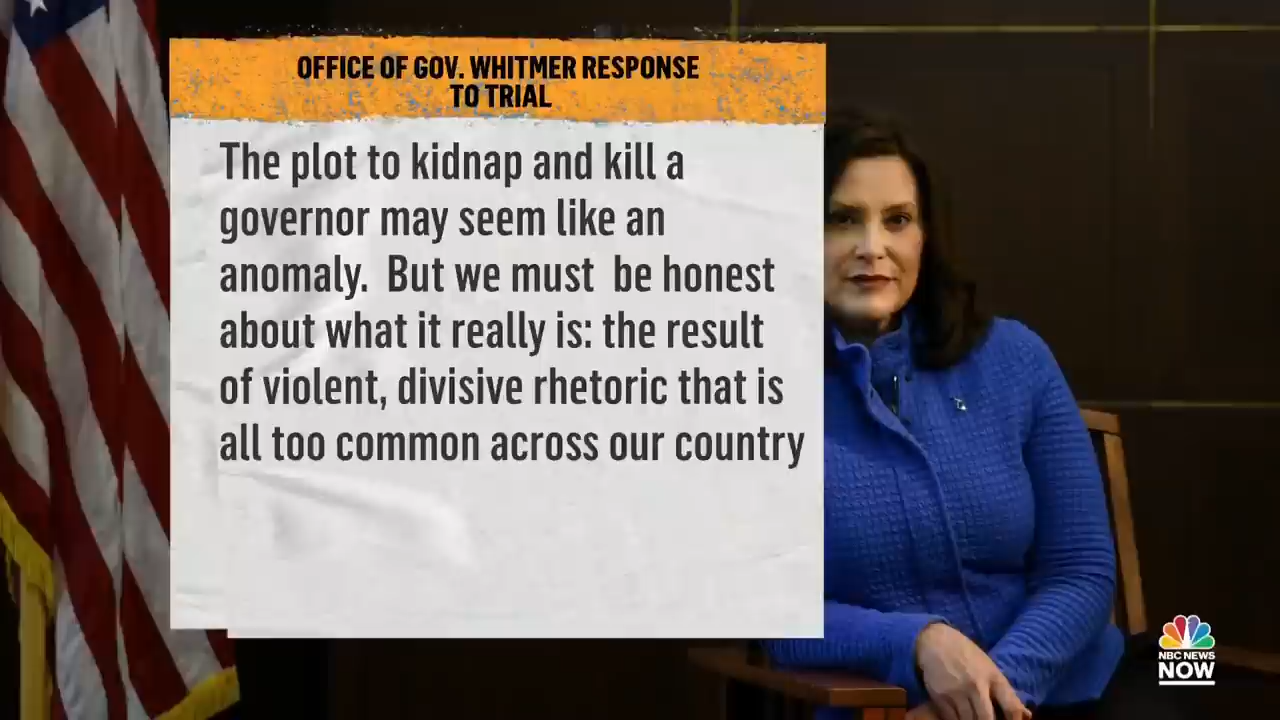 OFFICE OF GOV. WHITMER RESPONSE
TO TRIAL
The plot to kidnap and kill a
governor may seem like an
anomaly.  But we must  be honest
about what it really is: the result
of violent, divisive rhetoric that is
all too common across our country
NBC NEWS
NOW